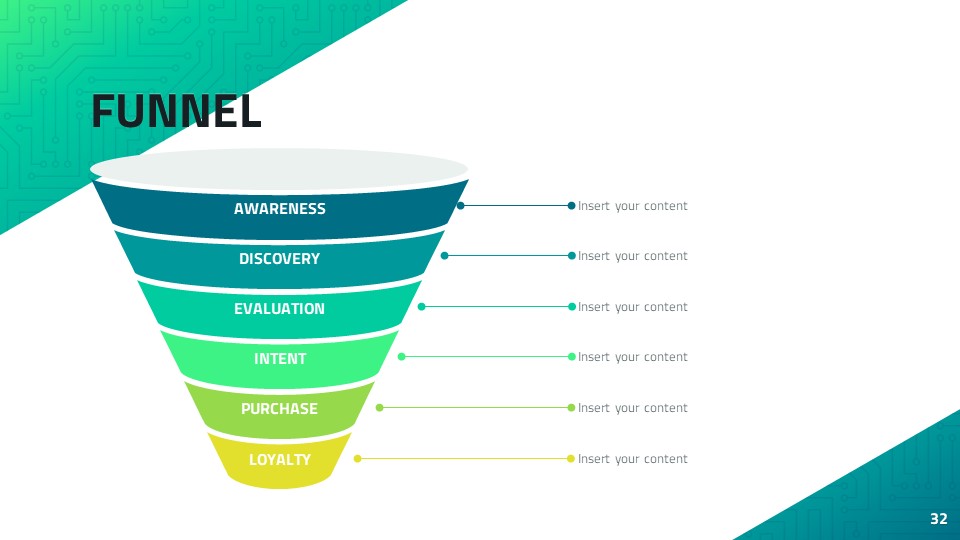 FUNNEL
AWARENESS
Insert your content
DISCOVERY
Insert your content
EVALUATION
Insert your content
INTENT
Insert your content
PURCHASE
Insert your content
LOYALTY
Insert your content
32